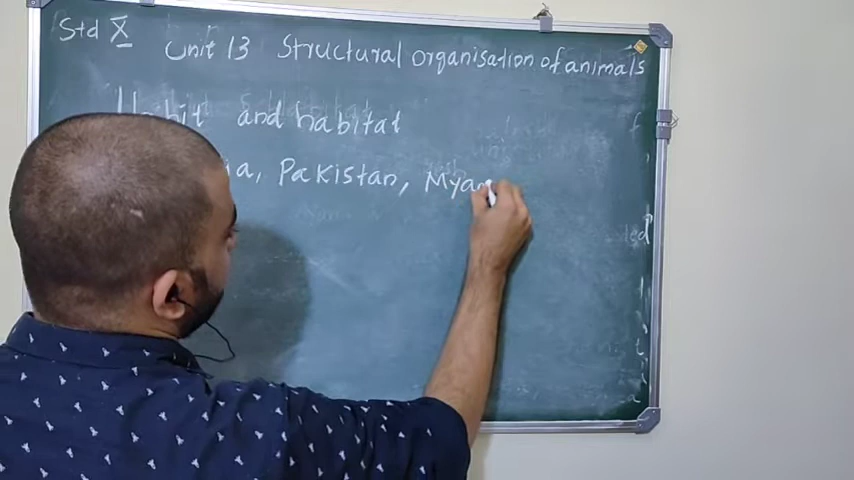 Std X
Unit 13 Structural Organisation of Animals
Habit and habitat
Pakistan, Myan